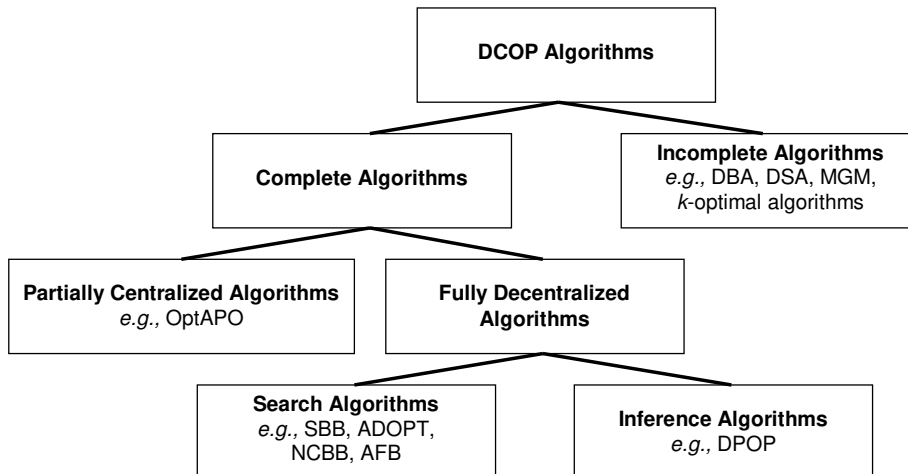 DCOP Algorithms
Complete Algorithms
Incomplete Algorithms
e.g., DBA, DSA, MGM,
k-optimal algorithms
Partially Centralized Algorithms
e.g., OptAPO
Fully Decentralized
Algorithms
Search Algorithms
e.g., SBB, ADOPT,
NCBB, AFB
Inference Algorithms
e.g., DPOP